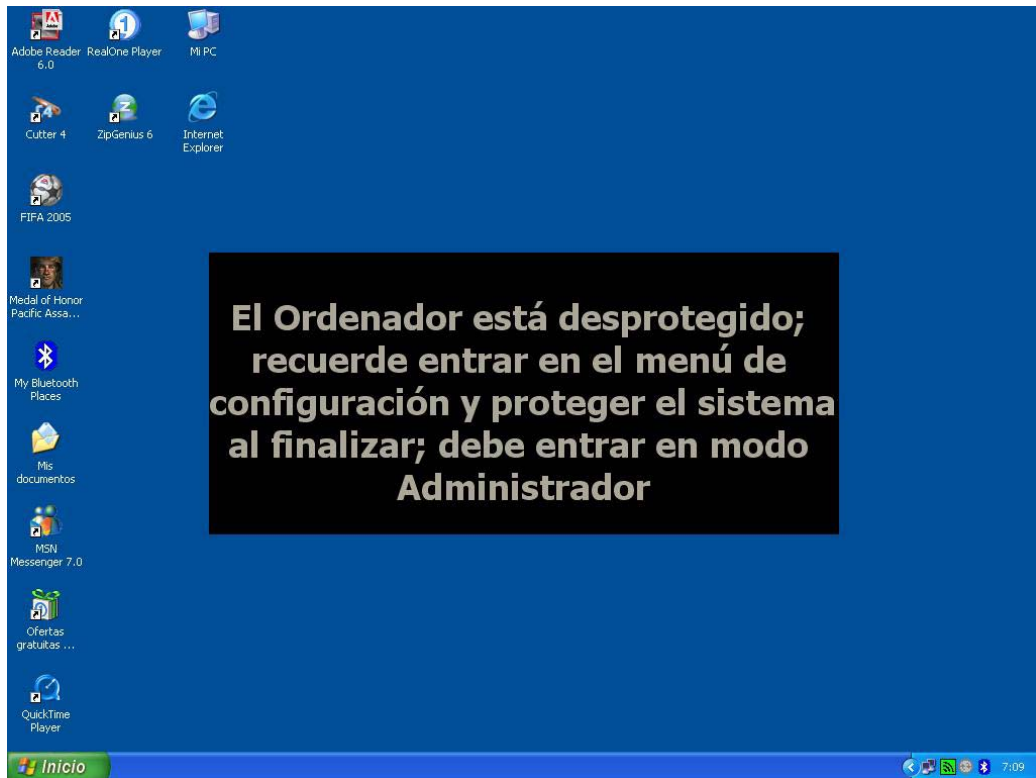 Adobe Reader
6.0
RealOne Player
Mi PC
Cutter 4
ZipGenius 6
Internet
Explorer
FIFA 2005
Medal of Honor
Pacific Assa...
My Bluetooth
Places
Mis
documentos
MSN
Messenger 7.0
Ofertas
gratuitas ...
QuickTime
Player
El Ordenador está desprotegido;
recuerde entrar en el menú de
configuración y proteger el sistema
al finalizar; debe entrar en modo
Administrador
Inicio
7:09